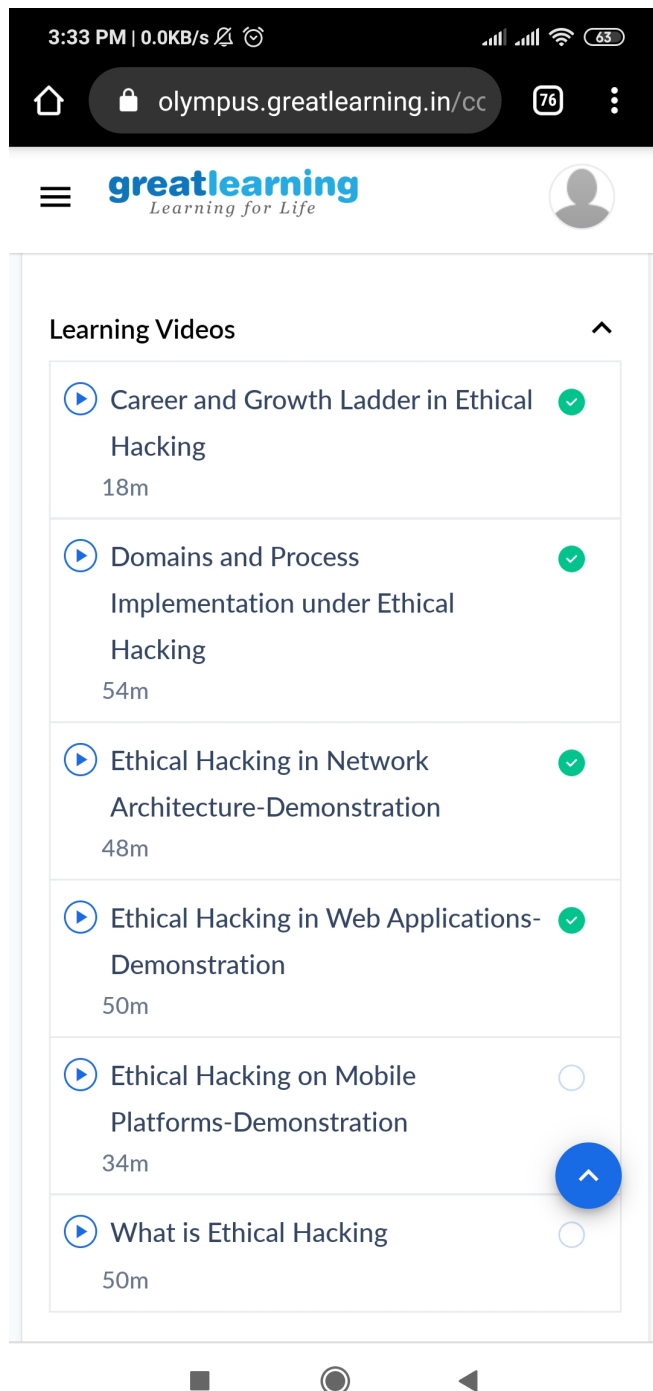 3:33 PM | 0.0KB/s
63
olympus.greatlearning.in/cc
76
greatlearning
Learning for Life
Learning Videos
Career and Growth Ladder in Ethical
Hacking
18m
Domains and Process
Implementation under Ethical
Hacking
54m
Ethical Hacking in Network
Architecture-Demonstration
48m
Ethical Hacking in Web Applications-
Demonstration
50m
Ethical Hacking on Mobile
Platforms-Demonstration
34m
What is Ethical Hacking
50m